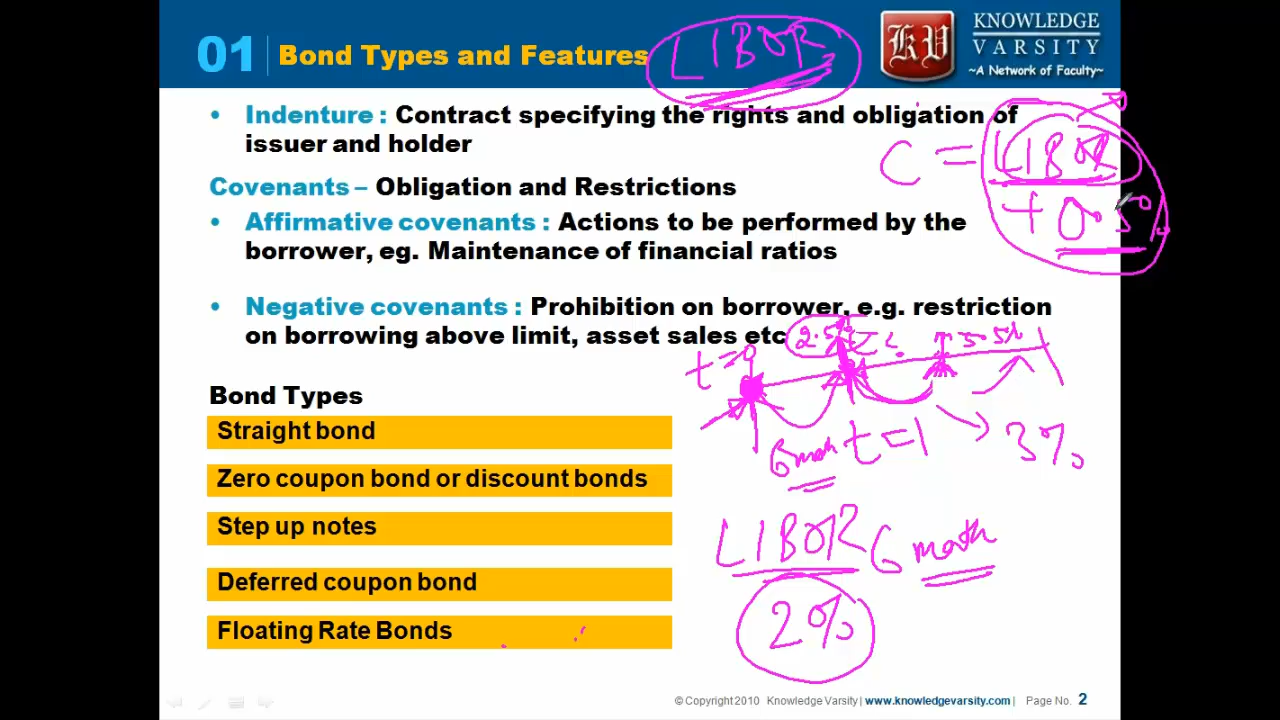 01 Bond Types and Features
LIBOR
KV
KNOWLEDGE
VARSITY
~A Network of Faculty~
• Indenture : Contract specifying the rights and obligation of
issuer and holder
C = LIBOR
+ 0.5%
Covenants – Obligation and Restrictions
• Affirmative covenants : Actions to be performed by the
borrower, eg. Maintenance of financial ratios
• Negative covenants : Prohibition on borrower, e.g. restriction
on borrowing above limit, asset sales etc
t=0
2.5%
t=1
3%
LIBOR 6 month
2%
Bond Types
Straight bond
Zero coupon bond or discount bonds
Step up notes
Deferred coupon bond
Floating Rate Bonds
© Copyright 2010 Knowledge Varsity | www.knowledgevarsity.com | Page No. 2